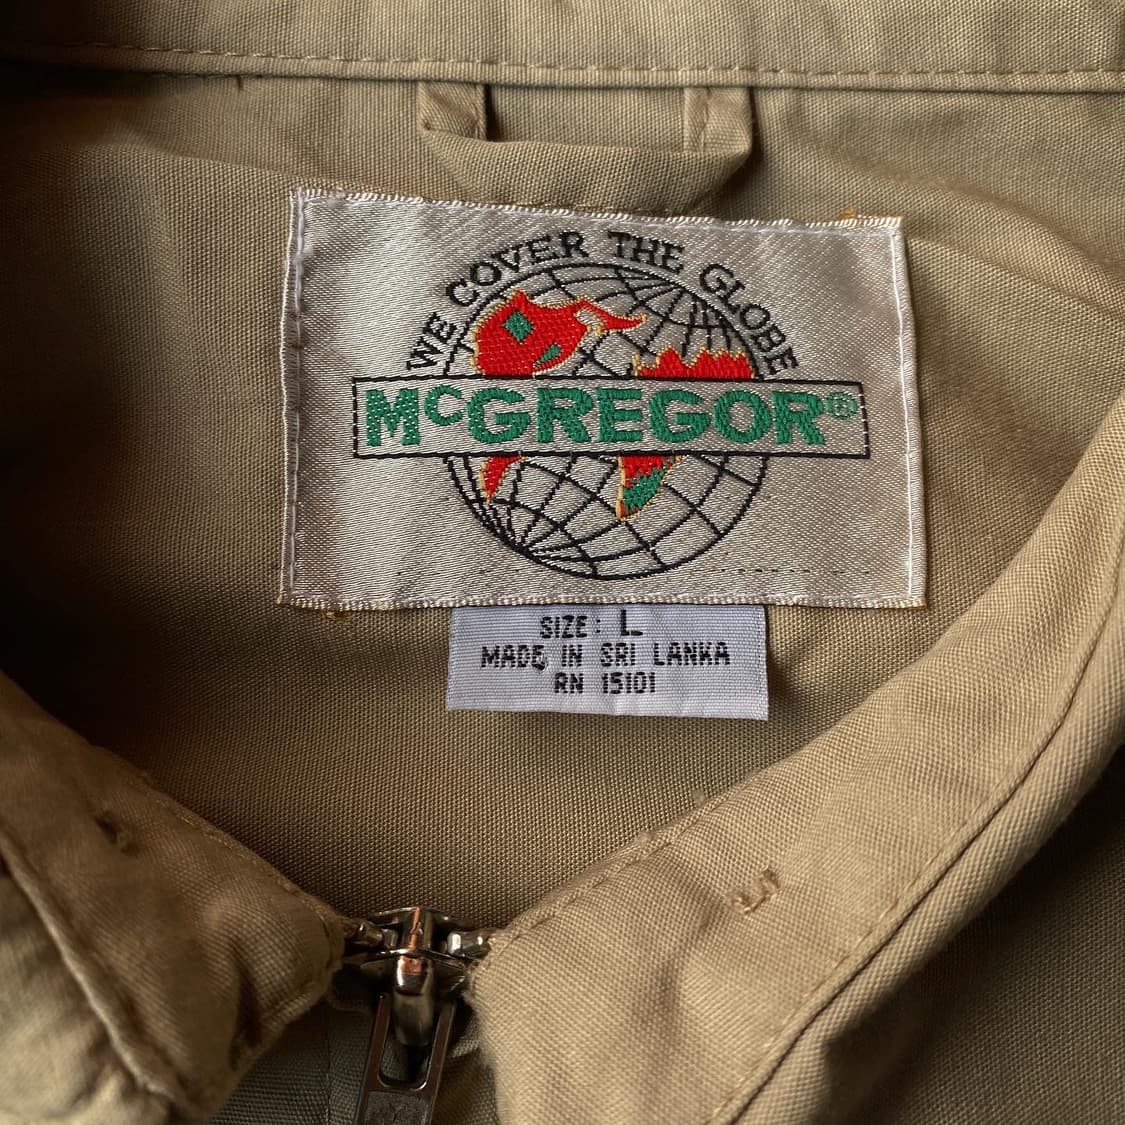 WE COVER THE GLOBE
McGREGOR®
SIZE: L
MADE IN SRI LANKA
RN 15101